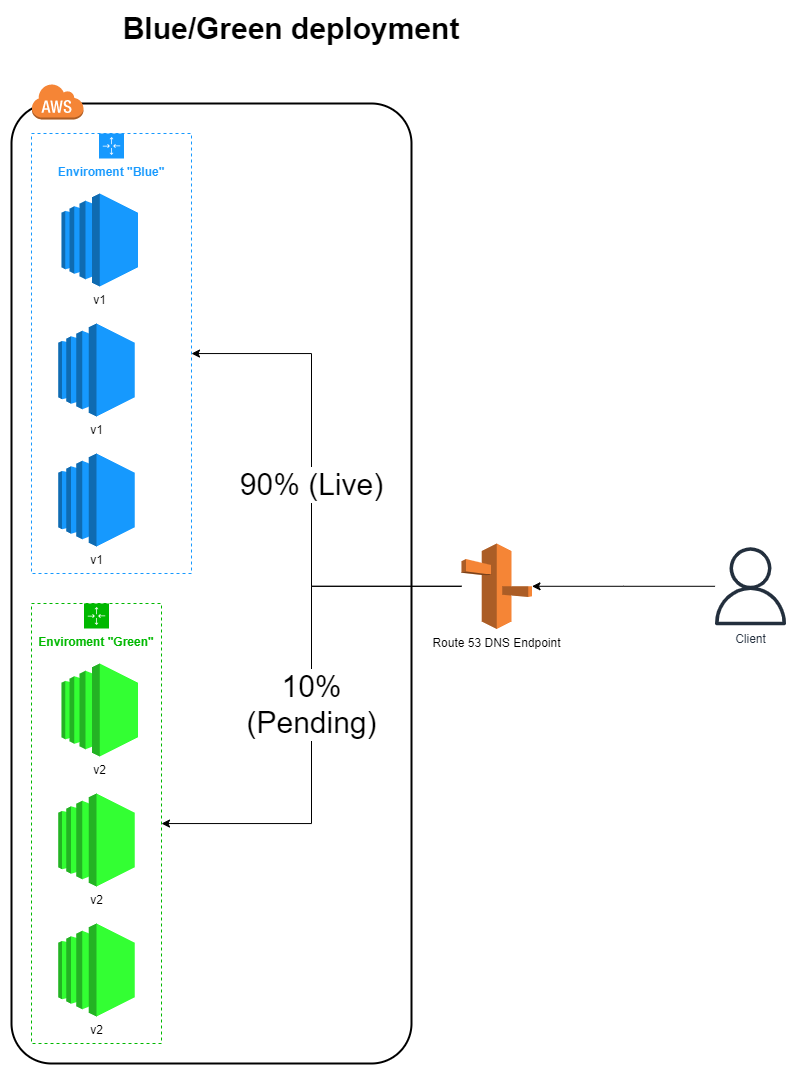 Blue/Green deployment
AWS
Enviroment "Blue"
v1
v1
v1
90% (Live)
Route 53 DNS Endpoint
Client
Enviroment "Green"
10%
(Pending)
v2
v2
v2